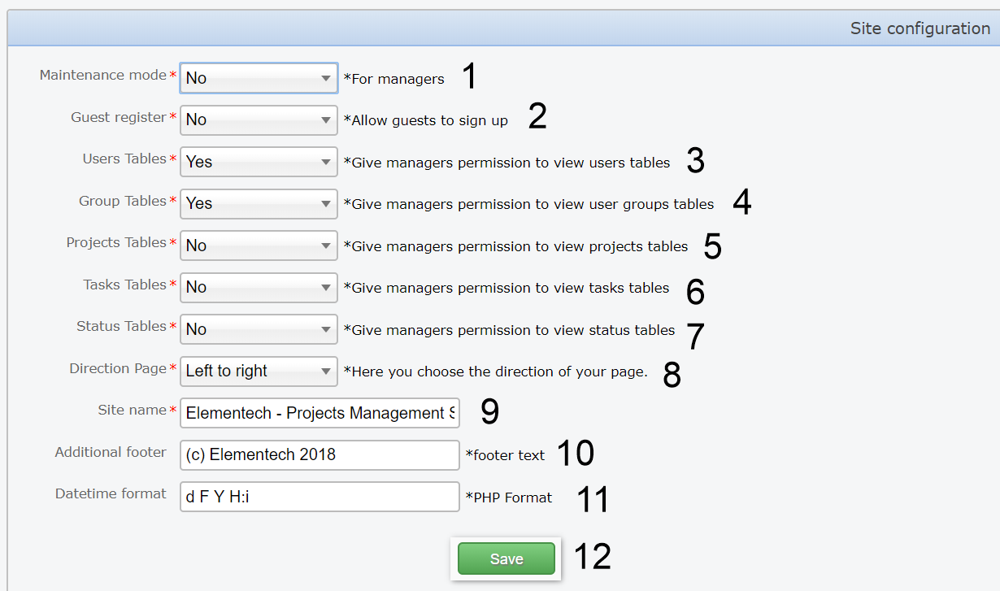 Site configuration
Maintenance mode* No *For managers 1
Guest register* No *Allow guests to sign up 2
Users Tables* Yes *Give managers permission to view users tables 3
Group Tables* Yes *Give managers permission to view user groups tables 4
Projects Tables* No *Give managers permission to view projects tables 5
Tasks Tables* No *Give managers permission to view tasks tables 6
Status Tables* No *Give managers permission to view status tables 7
Direction Page* Left to right *Here you choose the direction of your page. 8
Site name* Elementech - Projects Management S 9
Additional footer (c) Elementech 2018 *footer text 10
Datetime format d F Y H:i *PHP Format 11
Save 12